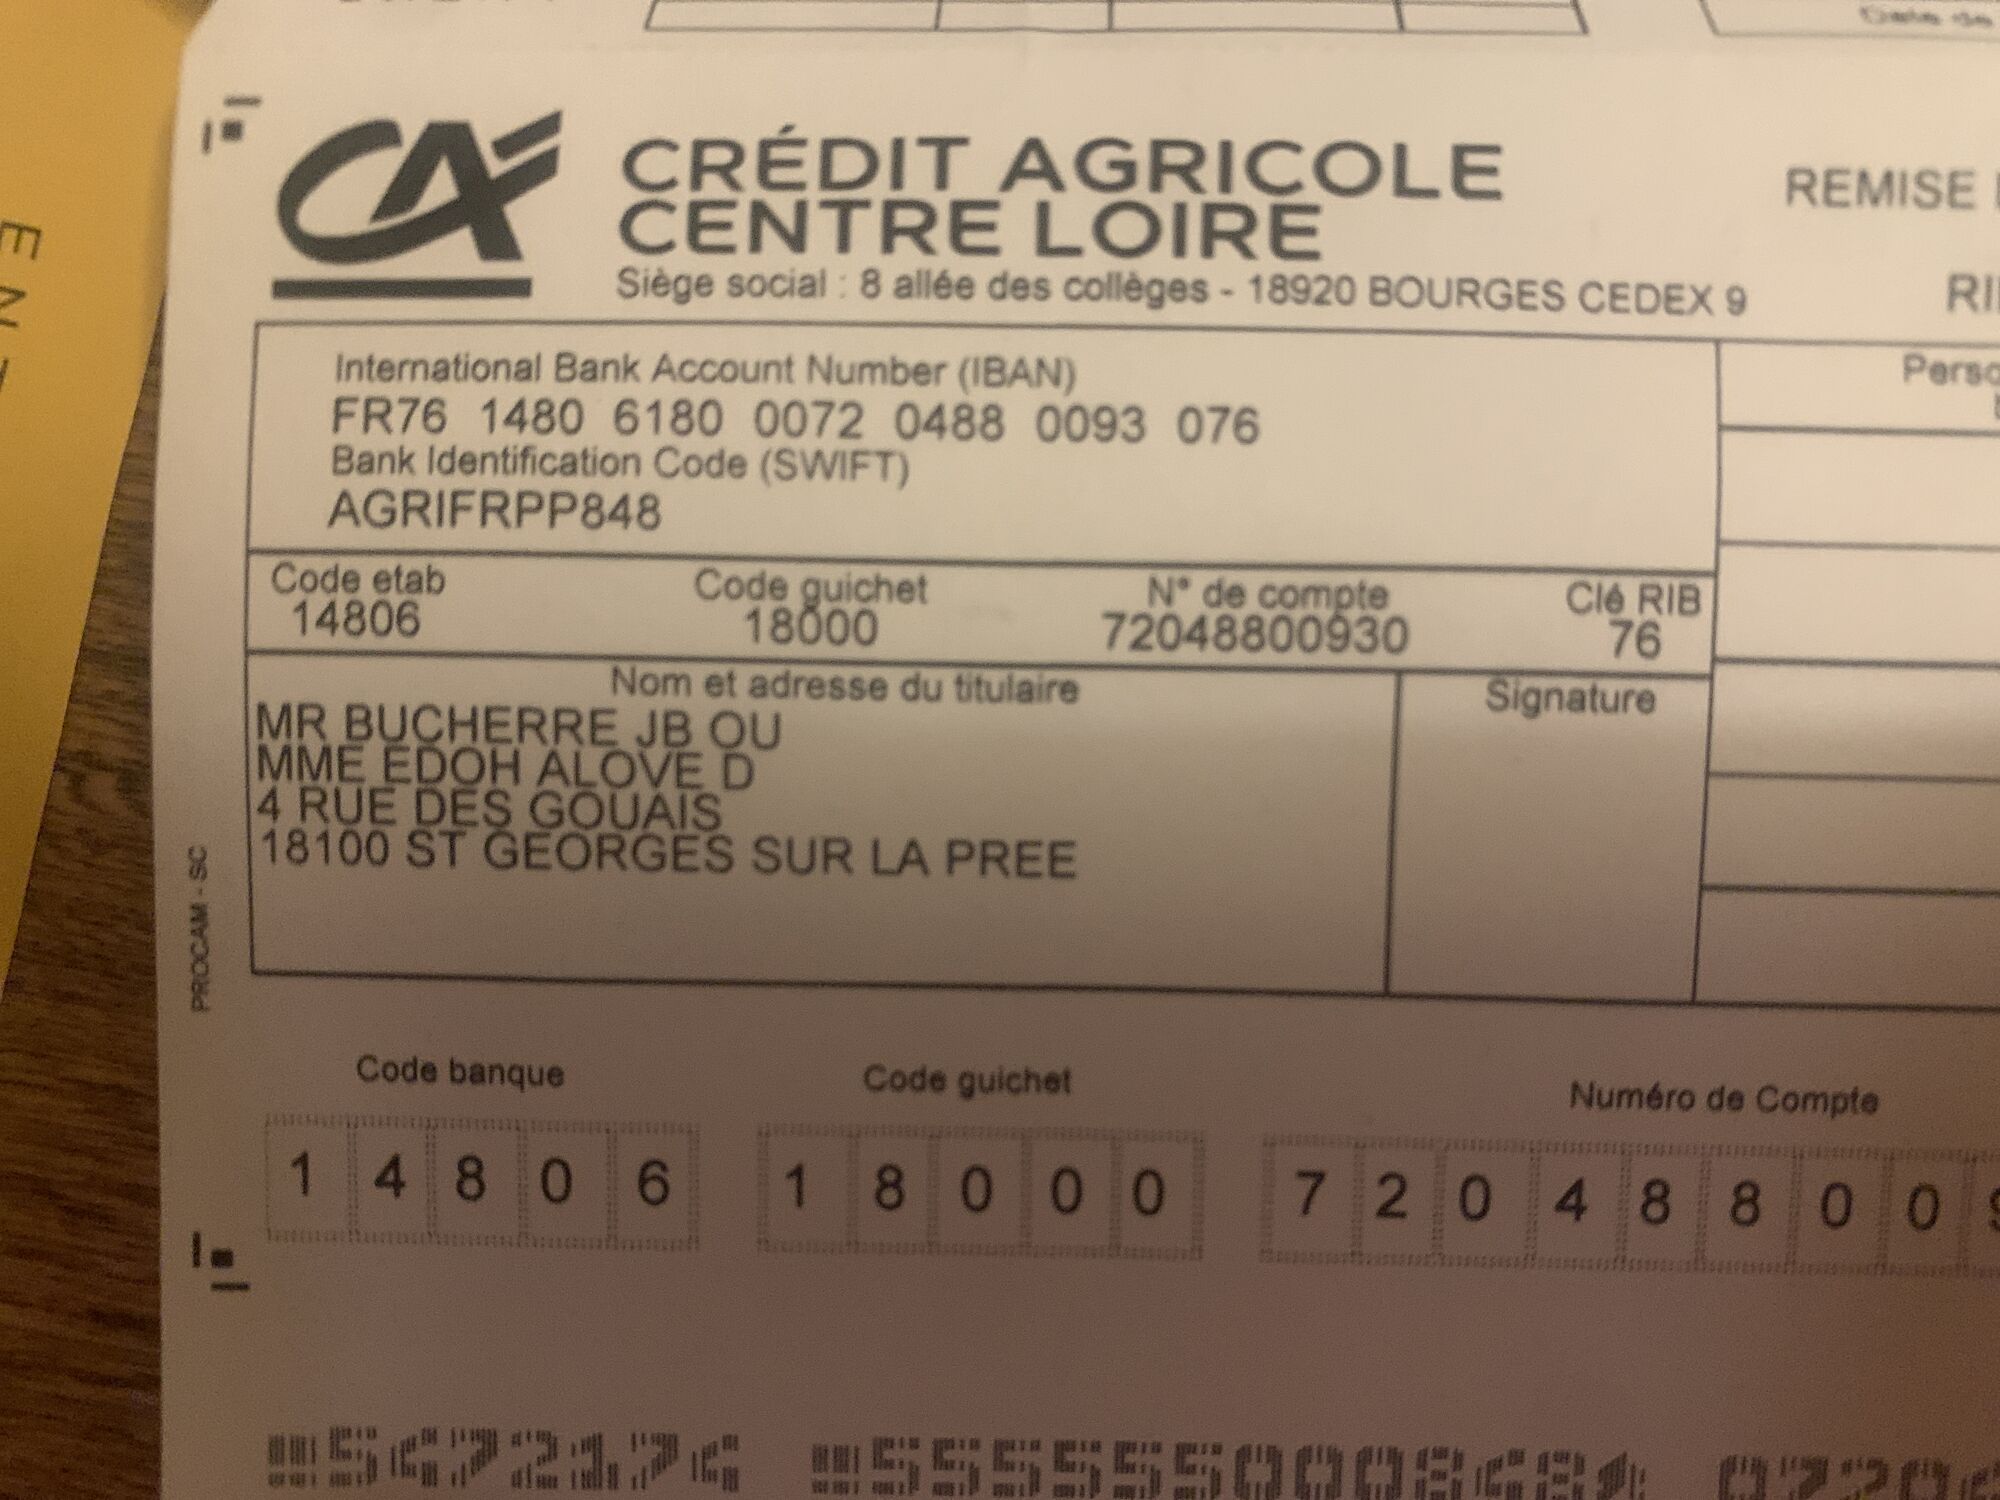 CA
CRÉDIT AGRICOLE
CENTRE LOIRE
Siège social : 8 allée des collèges - 18920 BOURGES CEDEX 9
REMISE
International Bank Account Number (IBAN)
FR76 1480 6180 0072 0488 0093 076
Bank Identification Code (SWIFT)
AGRIFRPP848
Code etab Code guichet N° de compte Clé RIB
14806 18000 72048800930 76
Nom et adresse du titulaire Signature
MR BUCHERRE JB OU
MME EDOH ALOVE D
4 RUE DES GOUAIS
18100 ST GEORGES SUR LA PREE
PROCAM - SC
Code banque Code guichet Numéro de Compte
1 4 8 0 6 1 8 0 0 0 7 2 0 4 8 8 0 0 9